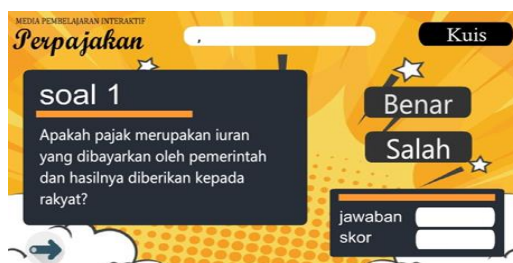 MEDIA PEMBELAJARAN INTERAKTIF
Perpajakan
,
Kuis
soal 1
Apakah pajak merupakan iuran
yang dibayarkan oleh pemerintah
dan hasilnya diberikan kepada
rakyat?
Benar
Salah
jawaban
skor